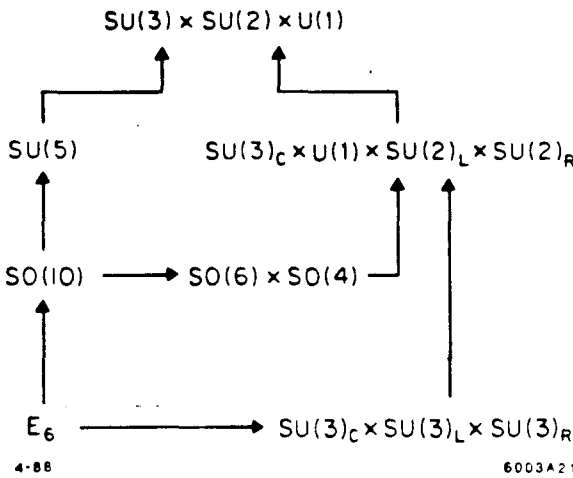 SU(3) × SU(2) × U(1)
SU(5) SU(3)C × U(1) × SU(2)L × SU(2)R
SO(10) SO(6) × SO(4)
E6 SU(3)C × SU(3)L × SU(3)R
4-88 6003A21